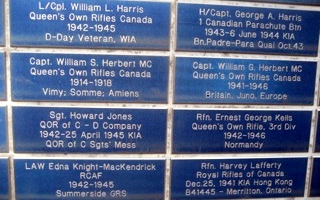 L/Cpl. William L. Harris
Queen's Own Rifles Canada
1942-1945
D-Day Veteran, WIA
H/Capt. George A. Harris
1 Canadian Parachute Btn
1943-6 June 1944 KIA
Bn.Padre-Para Qual Oct.43
Capt. William S. Herbert MC
Queen's Own Rifles Canada
1914-1918
Vimy; Somme; Amiens
Capt. William G. Herbert MC
Queen's Own Rifles Canada
1941-1946
Britain, Juno, Europe
Sgt. Howard Jones
QOR of C - D Company
1942-25 April 1945 KIA
QOR of C Sgts' Mess
Rfn. Ernest George Keils
Queen's Own Rifle, 3rd Div
1942-1946
Normandy
LAW Edna Knight-MacKendrick
RCAF
1942-1945
Summerside GRS
Rfn. Harvey Lafferty
Royal Rifles of Canada
Dec.25, 1941 KIA Hong Kong
B41445 - Merritton, Ontario